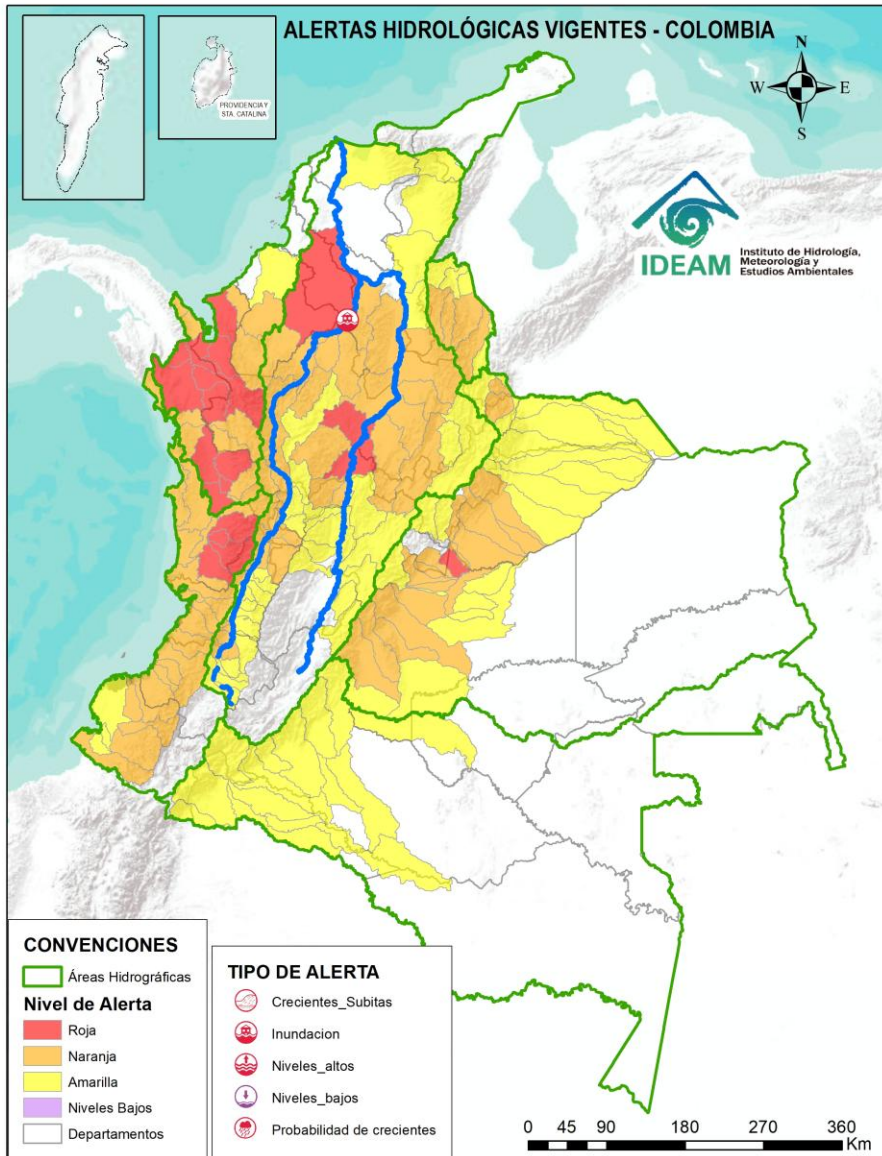 ALERTAS HIDROLÓGICAS VIGENTES - COLOMBIA
PROVIDENCIA Y
STA. CATALINA
N
W
E
S
IDEAM
Instituto de Hidrología,
Meteorología y
Estudios Ambientales
CONVENCIONES
Áreas Hidrográficas
Nivel de Alerta
Roja
Naranja
Amarilla
Niveles Bajos
Departamentos
TIPO DE ALERTA
Crecientes_Subitas
Inundacion
Niveles_altos
Niveles_bajos
Probabilidad de crecientes
0 45 90 180 270 360
Km